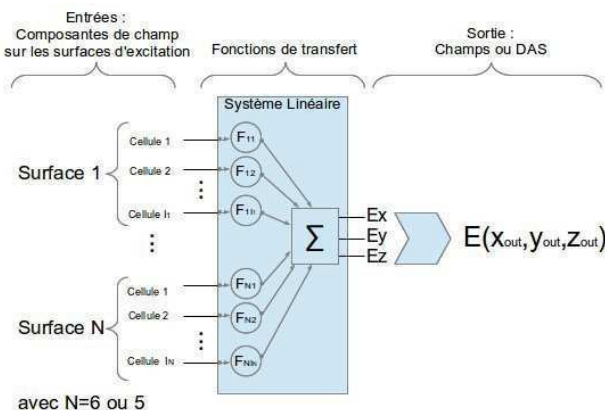 Entrées :
Composantes de champ
sur les surfaces d'excitation
Fonctions de transfert
Sortie :
Champs ou DAS
Système Linéaire
Surface 1
Cellule 1
F11
Cellule 2
F12
Cellule I1
F1I1
Σ
Ex
Ey
Ez
E(xout,yout,zout)
Surface N
Cellule 1
FN1
Cellule 2
FN2
Cellule IN
FNIN
avec N=6 ou 5